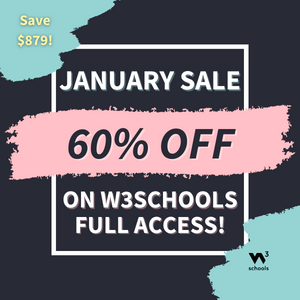 Save
$879!
JANUARY SALE
60% OFF
ON W3SCHOOLS
FULL ACCESS!
w3
schools